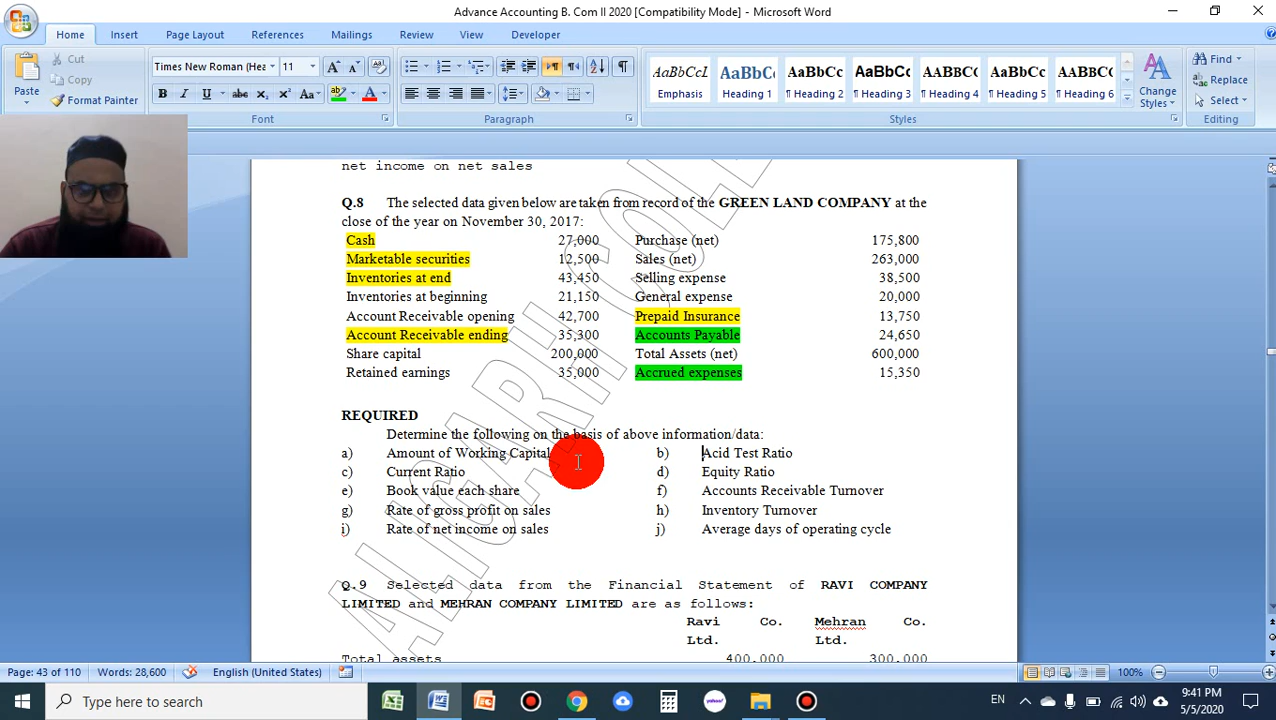 Advance Accounting B. Com II 2020 [Compatibility Mode] - Microsoft Word
Home Insert Page Layout References Mailings Review View Developer
Cut
Copy
Paste
Format Painter
Times New Roman (Hea 11
Font
Paragraph
AaBbCcI AaBbCc AaBbCc AaBbCc AABBCC AaBbCc AaBbCc
Emphasis Heading 1 ¶ Heading 2 ¶ Heading 3 ¶ Heading 4 ¶ Heading 5 ¶ Heading 6
Change
Styles
Styles
Find
Replace
Select
Editing
net income on net sales
Q.8 The selected data given below are taken from record of the GREEN LAND COMPANY at the
close of the year on November 30, 2017:
Cash 27,000 Purchase (net) 175,800
Marketable securities 12,500 Sales (net) 263,000
Inventories at end 43,450 Selling expense 38,500
Inventories at beginning 21,150 General expense 20,000
Account Receivable opening 42,700 Prepaid Insurance 13,750
Account Receivable ending 35,300 Accounts Payable 24,650
Share capital 200,000 Total Assets (net) 600,000
Retained earnings 35,000 Accrued expenses 15,350
REQUIRED
Determine the following on the basis of above information/data:
a) Amount of Working Capital b) Acid Test Ratio
c) Current Ratio d) Equity Ratio
e) Book value each share f) Accounts Receivable Turnover
g) Rate of gross profit on sales h) Inventory Turnover
i) Rate of net income on sales j) Average days of operating cycle
Q.9 Selected data from the Financial Statement of RAVI COMPANY
LIMITED and MEHRAN COMPANY LIMITED are as follows:
Ravi Co. Mehran Co.
Ltd. Ltd.
Total assets 400,000 300,000
Page: 43 of 110 Words: 28,600 English (United States) 100%
Type here to search
EN
9:41 PM
5/5/2020